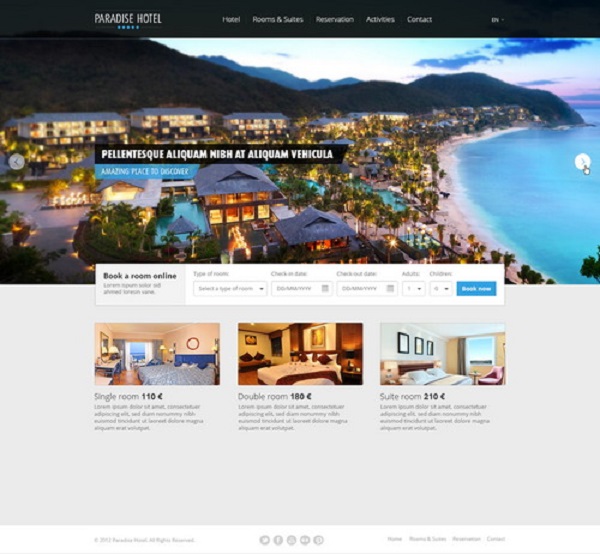 PARADISE HOTEL
Hotel
Rooms & Suites
Reservation
Activities
Contact
EN
PELLENTESQUE ALIQUAM NIBH AT ALIQUAM VEHICULA
AMAZING PLACE TO DISCOVER
Book a room online
Lorem ipsum dolor sid
ahmed loresin vane.
Type of room:
Check-in date:
Check-out date:
Adults:
Children:
Select a type of room
DD/MM/YYYY
DD/MM/YYYY
1
0
Book now
Single room 110 €
Lorem ipsum dolor sit amet, consectetuer
adipiscing elit, sed diam nonummy nibh
euismod tincidunt ut laoreet dolore magna
aliquam erat volutpat.
Double room 180 €
Lorem ipsum dolor sit amet, consectetuer
adipiscing elit, sed diam nonummy nibh
euismod tincidunt ut laoreet dolore magna
aliquam erat volutpat.
Suite room 210 €
Lorem ipsum dolor sit amet, consectetuer
adipiscing elit, sed diam nonummy nibh
euismod tincidunt ut laoreet dolore magna
aliquam erat volutpat.
© 2012 Paradise Hotel. All Rights Reserved.
Home
Rooms & Suites
Reservation
Contact